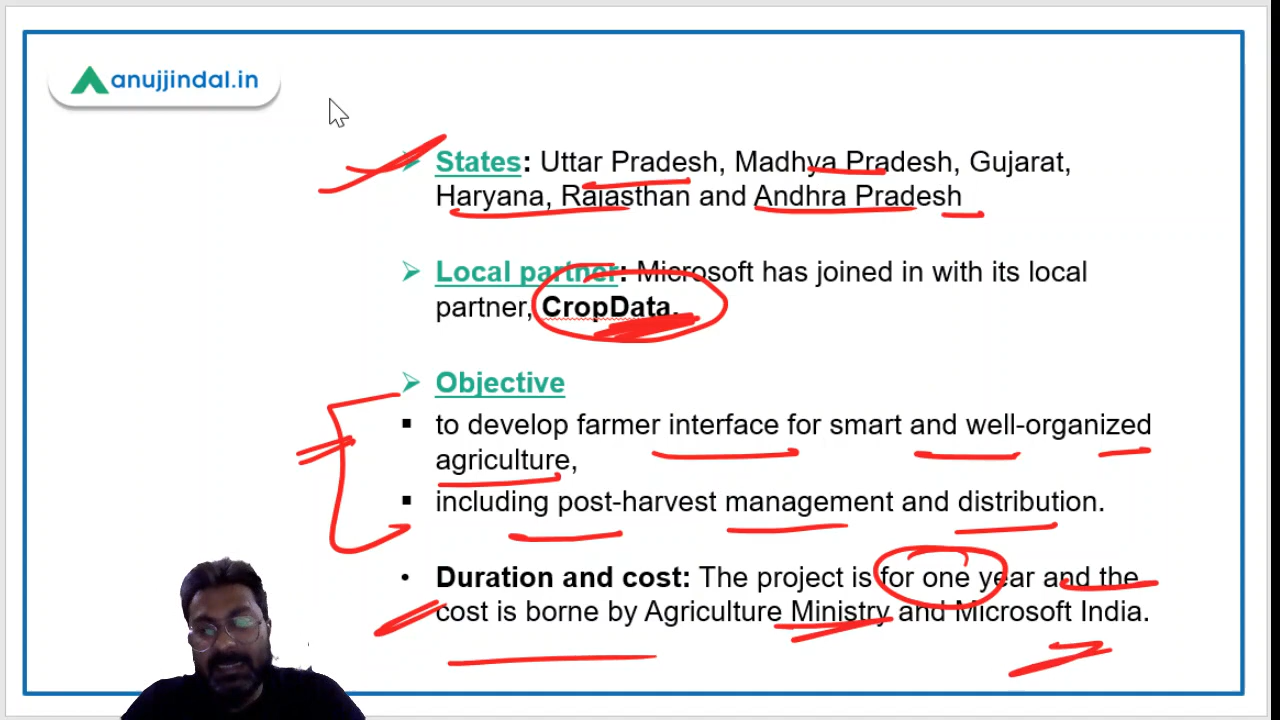 anujjindal.in
States: Uttar Pradesh, Madhya Pradesh, Gujarat,
Haryana, Rajasthan and Andhra Pradesh
Local partner: Microsoft has joined in with its local
partner, CropData.
Objective
to develop farmer interface for smart and well-organized
agriculture,
including post-harvest management and distribution.
Duration and cost: The project is for one year and the
cost is borne by Agriculture Ministry and Microsoft India.